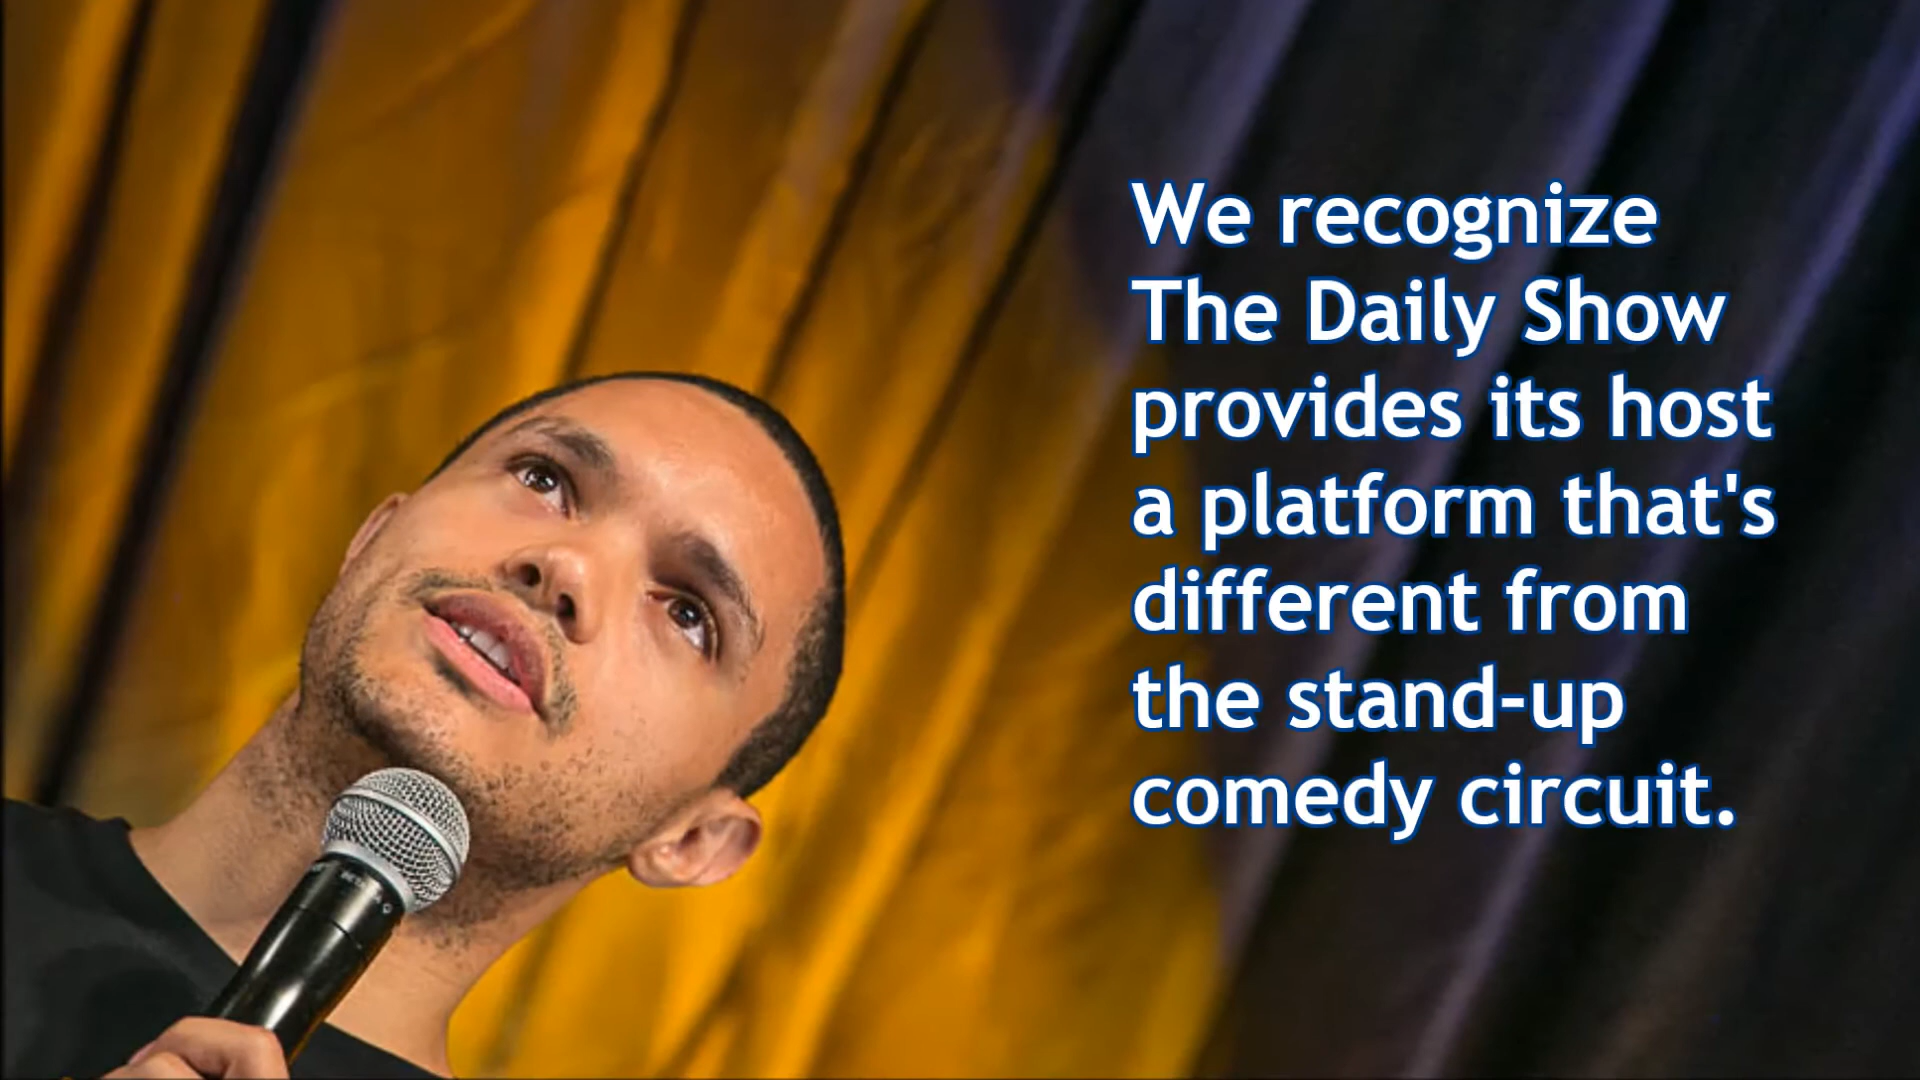 We recognize
The Daily Show
provides its host
a platform that's
different from
the stand-up
comedy circuit.